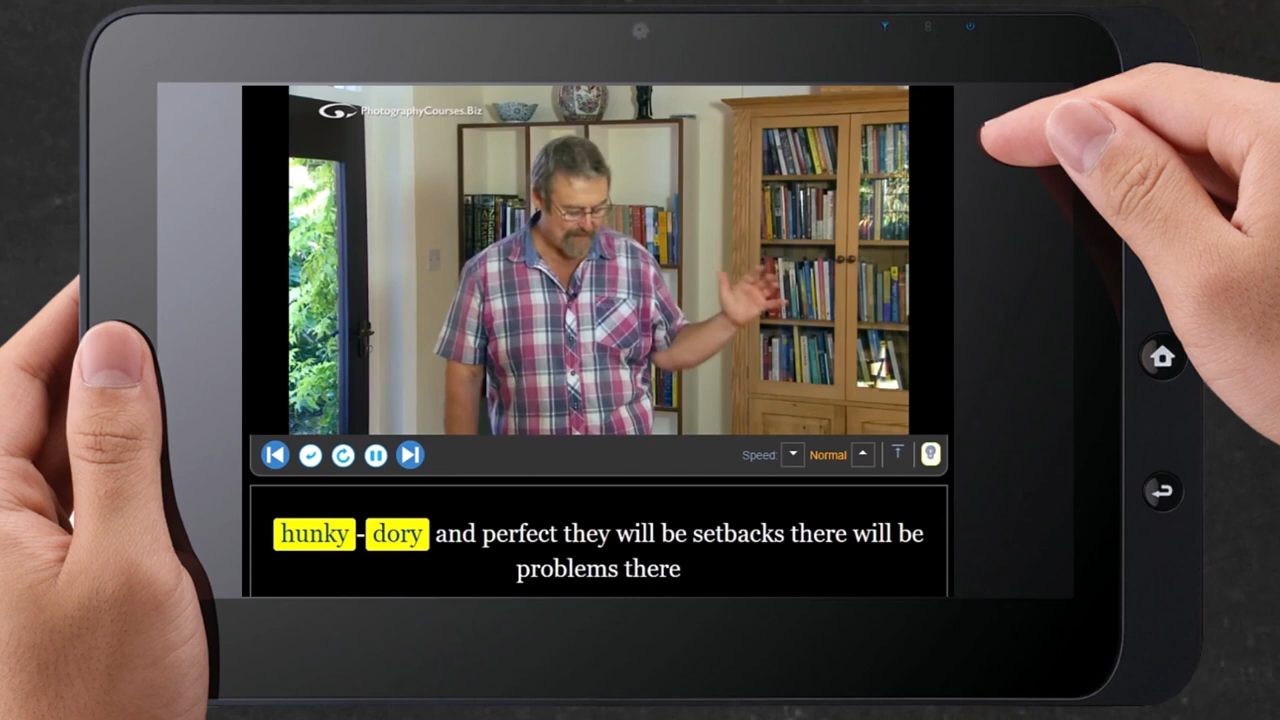 PhotographyCourses.Biz
Speed: Normal
hunky-dory and perfect they will be setbacks there will be
problems there